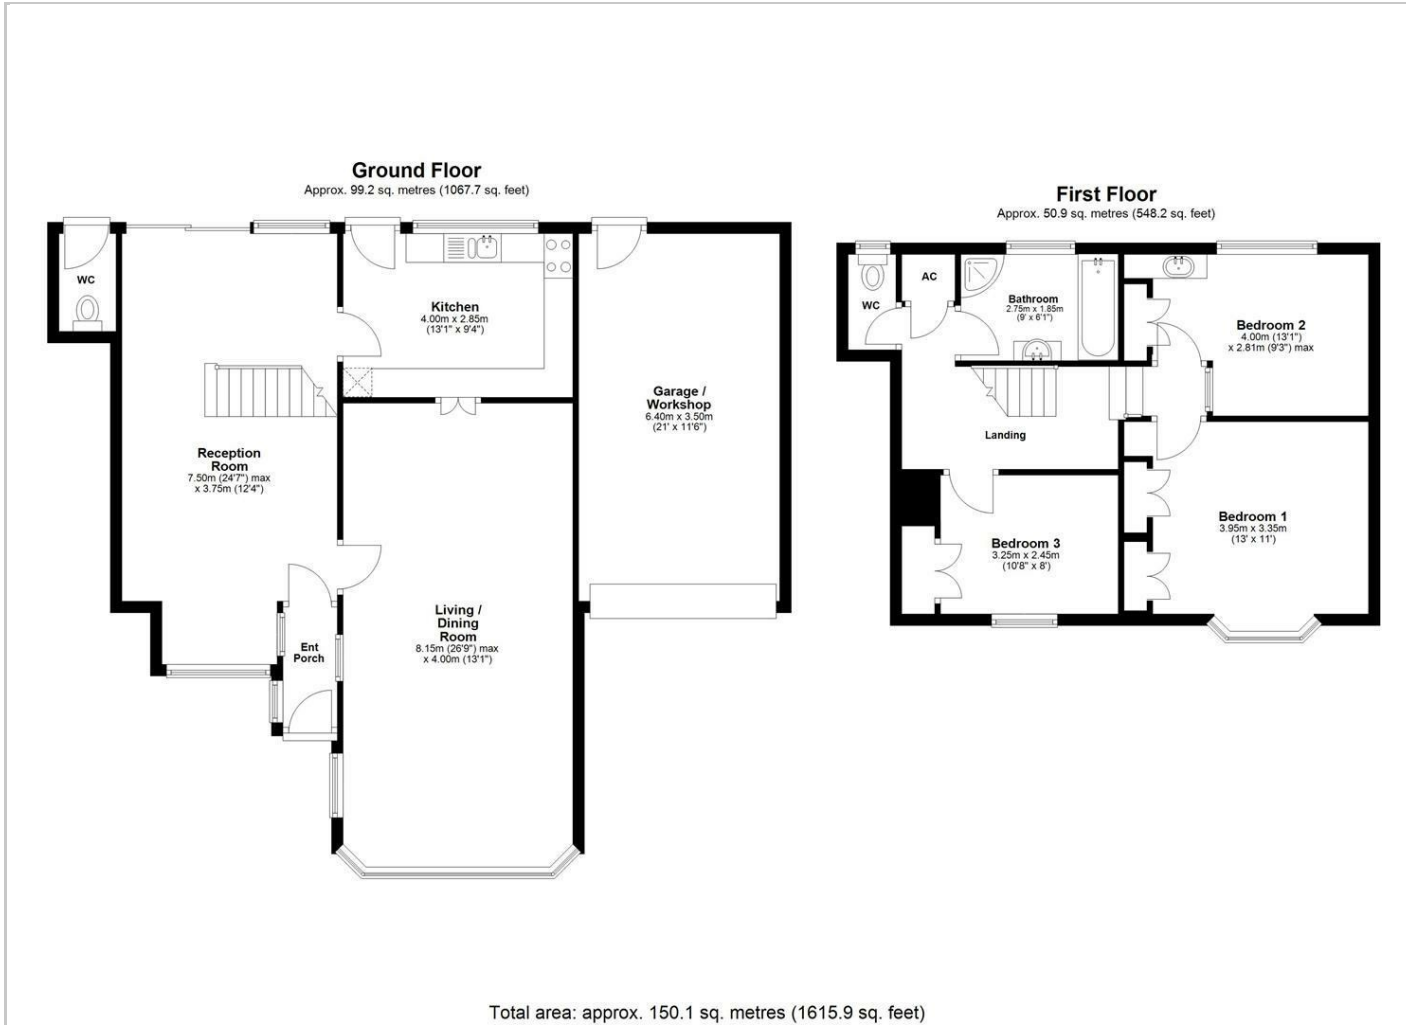 Ground Floor
Approx. 99.2 sq. metres (1067.7 sq. feet)
WC
Kitchen
4.00m x 2.85m
(13'1" x 9'4")
Garage /
Workshop
6.40m x 3.50m
(21' x 11'6")
Reception
Room
7.50m (24'7") max
x 3.75m (12'4")
Living /
Dining
Room
8.15m (26'9") max
x 4.00m (13'1")
Ent
Porch
First Floor
Approx. 50.9 sq. metres (548.2 sq. feet)
WC
AC
Bathroom
2.75m x 1.85m
(9' x 6'1")
Bedroom 2
4.00m (13'1")
x 2.81m (9'3") max
Landing
Bedroom 1
3.95m x 3.35m
(13' x 11')
Bedroom 3
3.25m x 2.45m
(10'8" x 8')
Total area: approx. 150.1 sq. metres (1615.9 sq. feet)